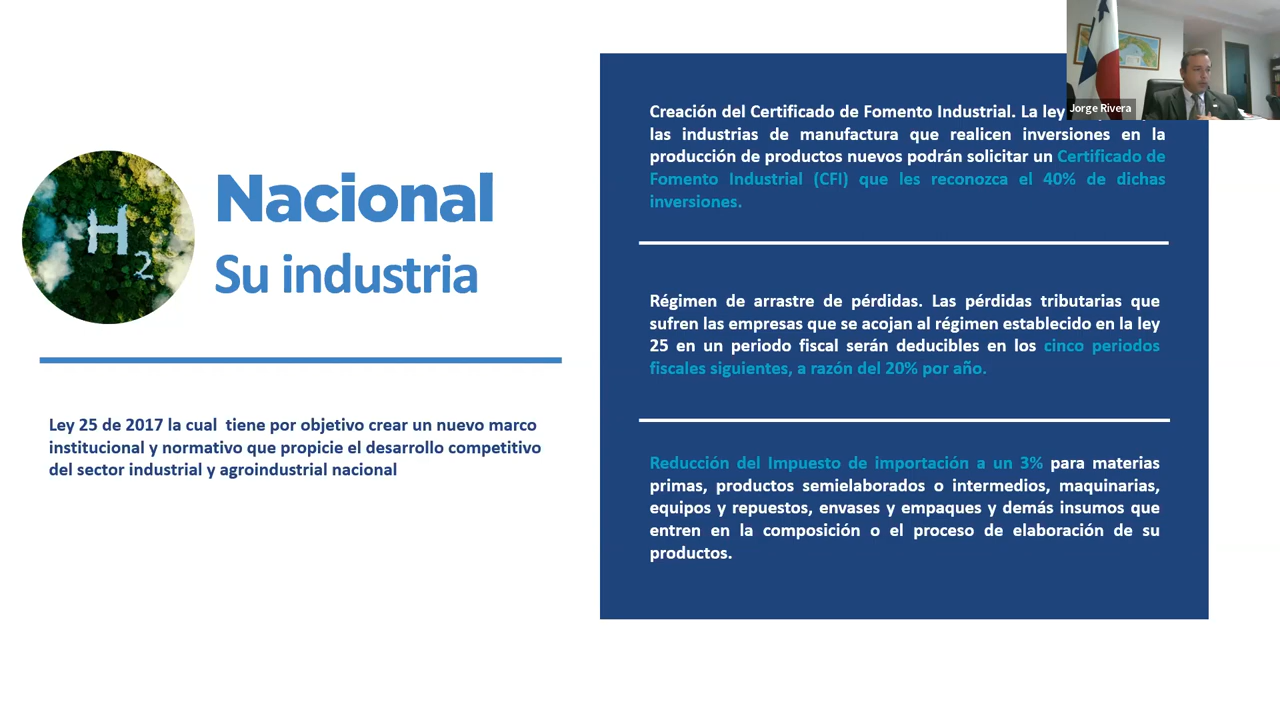 H2
Nacional
Su industria
Ley 25 de 2017 la cual tiene por objetivo crear un nuevo marco
institucional y normativo que propicie el desarrollo competitivo
del sector industrial y agroindustrial nacional
Creación del Certificado de Fomento Industrial. La ley
las industrias de manufactura que realicen inversiones en la
producción de productos nuevos podrán solicitar un Certificado de
Fomento Industrial (CFI) que les reconozca el 40% de dichas
inversiones.
Régimen de arrastre de pérdidas. Las pérdidas tributarias que
sufren las empresas que se acojan al régimen establecido en la ley
25 en un periodo fiscal serán deducibles en los cinco periodos
fiscales siguientes, a razón del 20% por año.
Reducción del Impuesto de importación a un 3% para materias
primas, productos semielaborados o intermedios, maquinarias,
equipos y repuestos, envases y empaques y demás insumos que
entren en la composición o el proceso de elaboración de su
productos.
Jorge Rivera